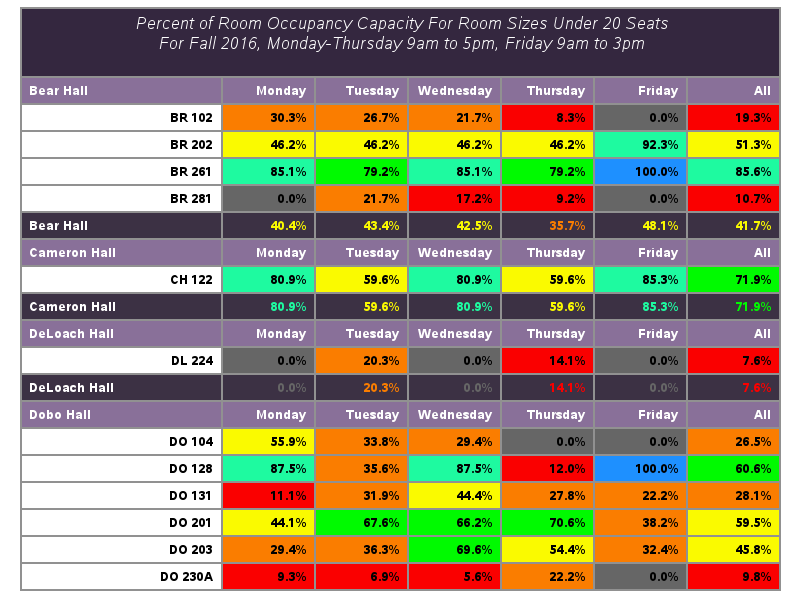 Percent of Room Occupancy Capacity For Room Sizes Under 20 Seats
For Fall 2016, Monday-Thursday 9am to 5pm, Friday 9am to 3pm
Bear Hall Monday Tuesday Wednesday Thursday Friday All
BR 102 30.3% 26.7% 21.7% 8.3% 0.0% 19.3%
BR 202 46.2% 46.2% 46.2% 46.2% 92.3% 51.3%
BR 261 85.1% 79.2% 85.1% 79.2% 100.0% 85.6%
BR 281 0.0% 21.7% 17.2% 9.2% 0.0% 10.7%
Bear Hall 40.4% 43.4% 42.5% 35.7% 48.1% 41.7%
Cameron Hall Monday Tuesday Wednesday Thursday Friday All
CH 122 80.9% 59.6% 80.9% 59.6% 85.3% 71.9%
Cameron Hall 80.9% 59.6% 80.9% 59.6% 85.3% 71.9%
DeLoach Hall Monday Tuesday Wednesday Thursday Friday All
DL 224 0.0% 20.3% 0.0% 14.1% 0.0% 7.6%
DeLoach Hall 0.0% 20.3% 0.0% 14.1% 0.0% 7.6%
Dobo Hall Monday Tuesday Wednesday Thursday Friday All
DO 104 55.9% 33.8% 29.4% 0.0% 0.0% 26.5%
DO 128 87.5% 35.6% 87.5% 12.0% 100.0% 60.6%
DO 131 11.1% 31.9% 44.4% 27.8% 22.2% 28.1%
DO 201 44.1% 67.6% 66.2% 70.6% 38.2% 59.5%
DO 203 29.4% 36.3% 69.6% 54.4% 32.4% 45.8%
DO 230A 9.3% 6.9% 5.6% 22.2% 0.0% 9.8%